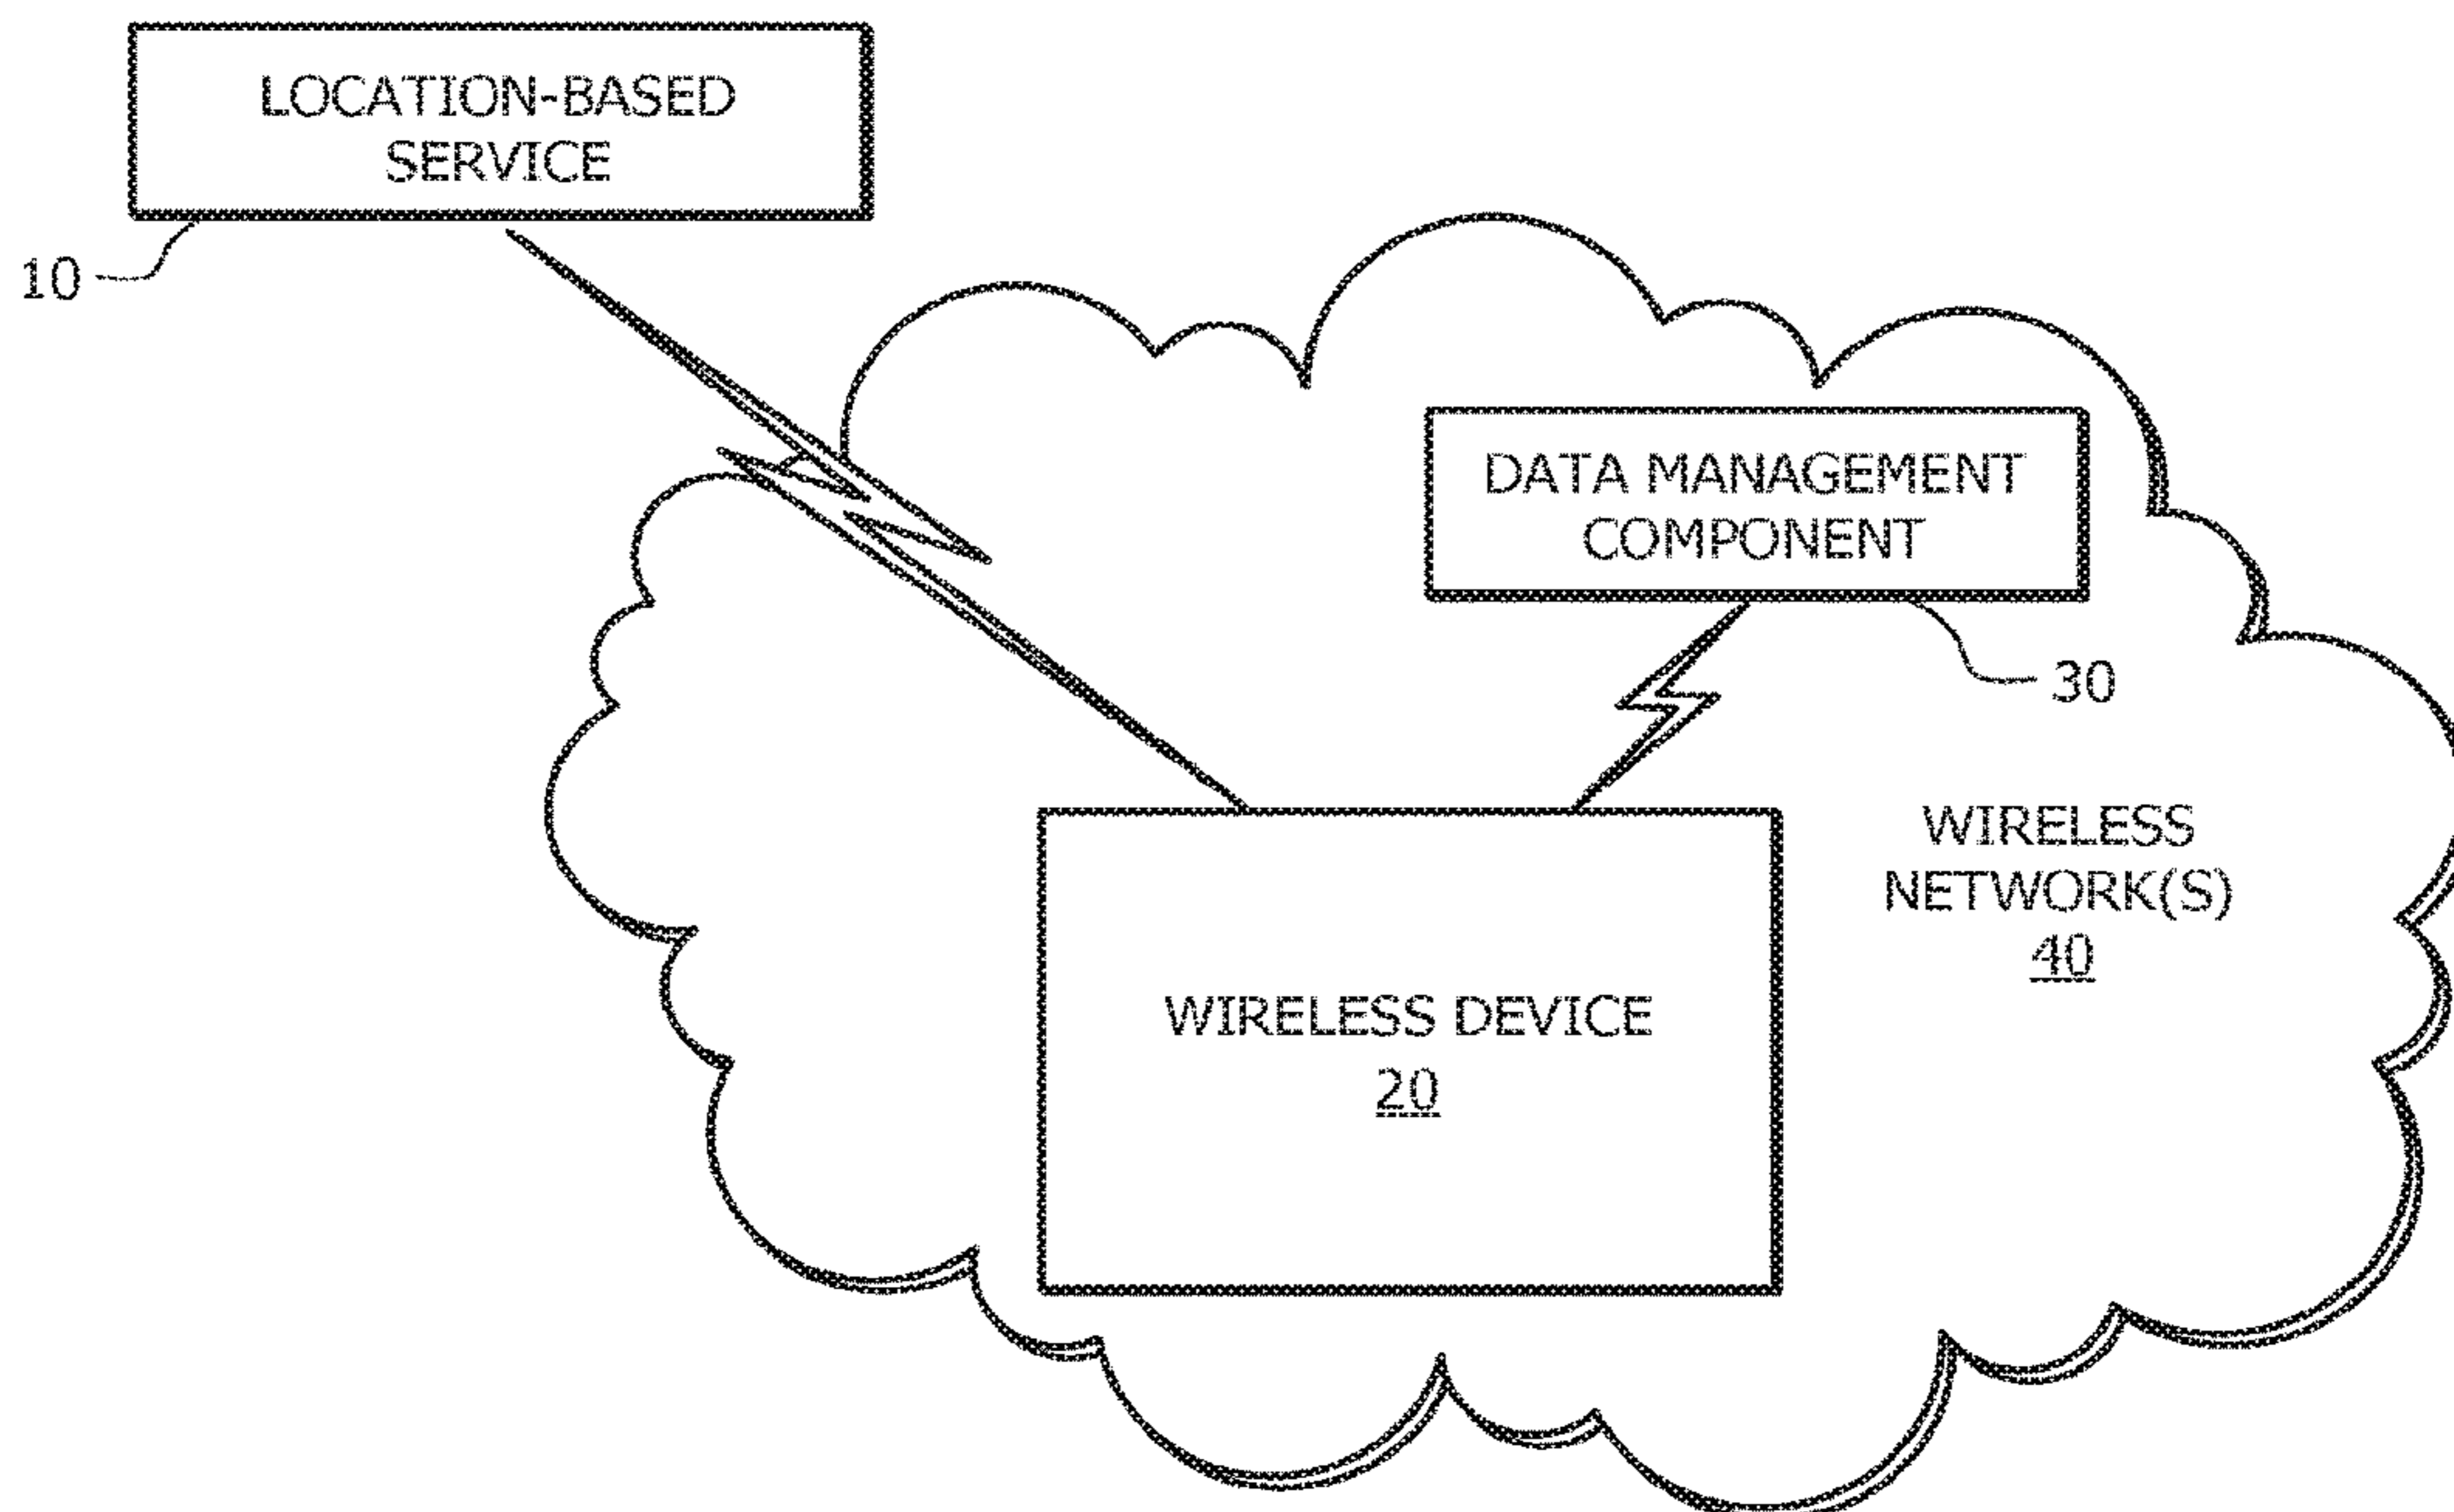 LOCATION-BASED
SERVICE
10
DATA MANAGEMENT
COMPONENT
30
WIRELESS
NETWORK(S)
40
WIRELESS DEVICE
20